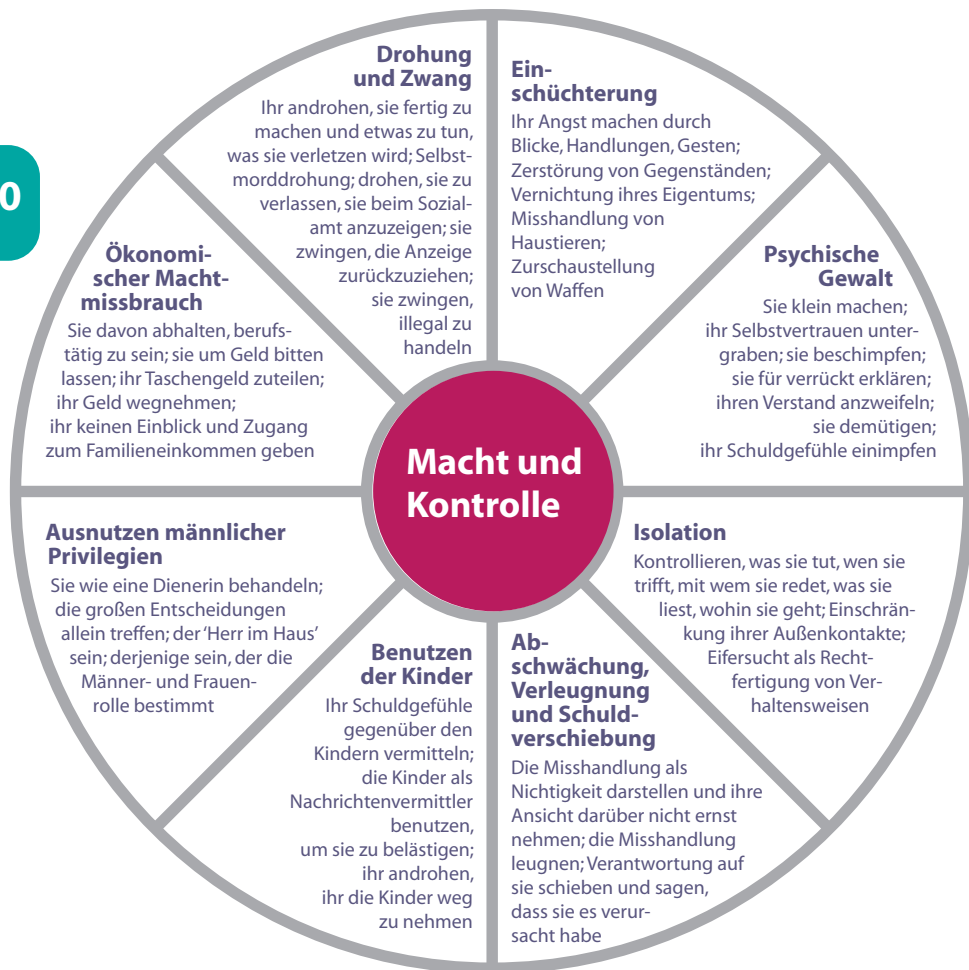 Drohung
und Zwang
Ihr androhen, sie fertig zu
machen und etwas zu tun,
was sie verletzen wird; Selbst-
morddrohung; drohen, sie zu
verlassen, sie beim Sozial-
amt anzuzeigen; sie
zwingen, die Anzeige
zurückzuziehen;
sie zwingen,
illegal zu
handeln
Ein-
schüchterung
Ihr Angst machen durch
Blicke, Handlungen, Gesten;
Zerstörung von Gegenständen;
Vernichtung ihres Eigentums;
Misshandlung von
Haustieren;
Zurschaustellung
von Waffen
0
Ökonomi-
scher Macht-
missbrauch
Sie davon abhalten, berufs-
tätig zu sein; sie um Geld bitten
lassen; ihr Taschengeld zuteilen;
ihr Geld wegnehmen;
ihr keinen Einblick und Zugang
zum Familieneinkommen geben
Psychische
Gewalt
Sie klein machen;
ihr Selbstvertrauen unter-
graben; sie beschimpfen;
sie für verrückt erklären;
ihren Verstand anzweifeln;
sie demütigen;
ihr Schuldgefühle einimpfen
Macht und
Kontrolle
Ausnutzen männlicher
Privilegien
Sie wie eine Dienerin behandeln;
die großen Entscheidungen
allein treffen; der 'Herr im Haus'
sein; derjenige sein, der die
Männer- und Frauen-
rolle bestimmt
Isolation
Kontrollieren, was sie tut, wen sie
trifft, mit wem sie redet, was sie
liest, wohin sie geht; Einschrän-
kung ihrer Außenkontakte;
Eifersucht als Recht-
fertigung von Ver-
haltensweisen
Benutzen
der Kinder
Ihr Schuldgefühle
gegenüber den
Kindern vermitteln;
die Kinder als
Nachrichtenvermittler
benutzen,
um sie zu belästigen;
ihr androhen,
ihr die Kinder weg
zu nehmen
Ab-
schwächung,
Verleugnung
und Schuld-
verschiebung
Die Misshandlung als
Nichtigkeit darstellen und ihre
Ansicht darüber nicht ernst
nehmen; die Misshandlung
leugnen; Verantwortung auf
sie schieben und sagen,
dass sie es verur-
sacht habe